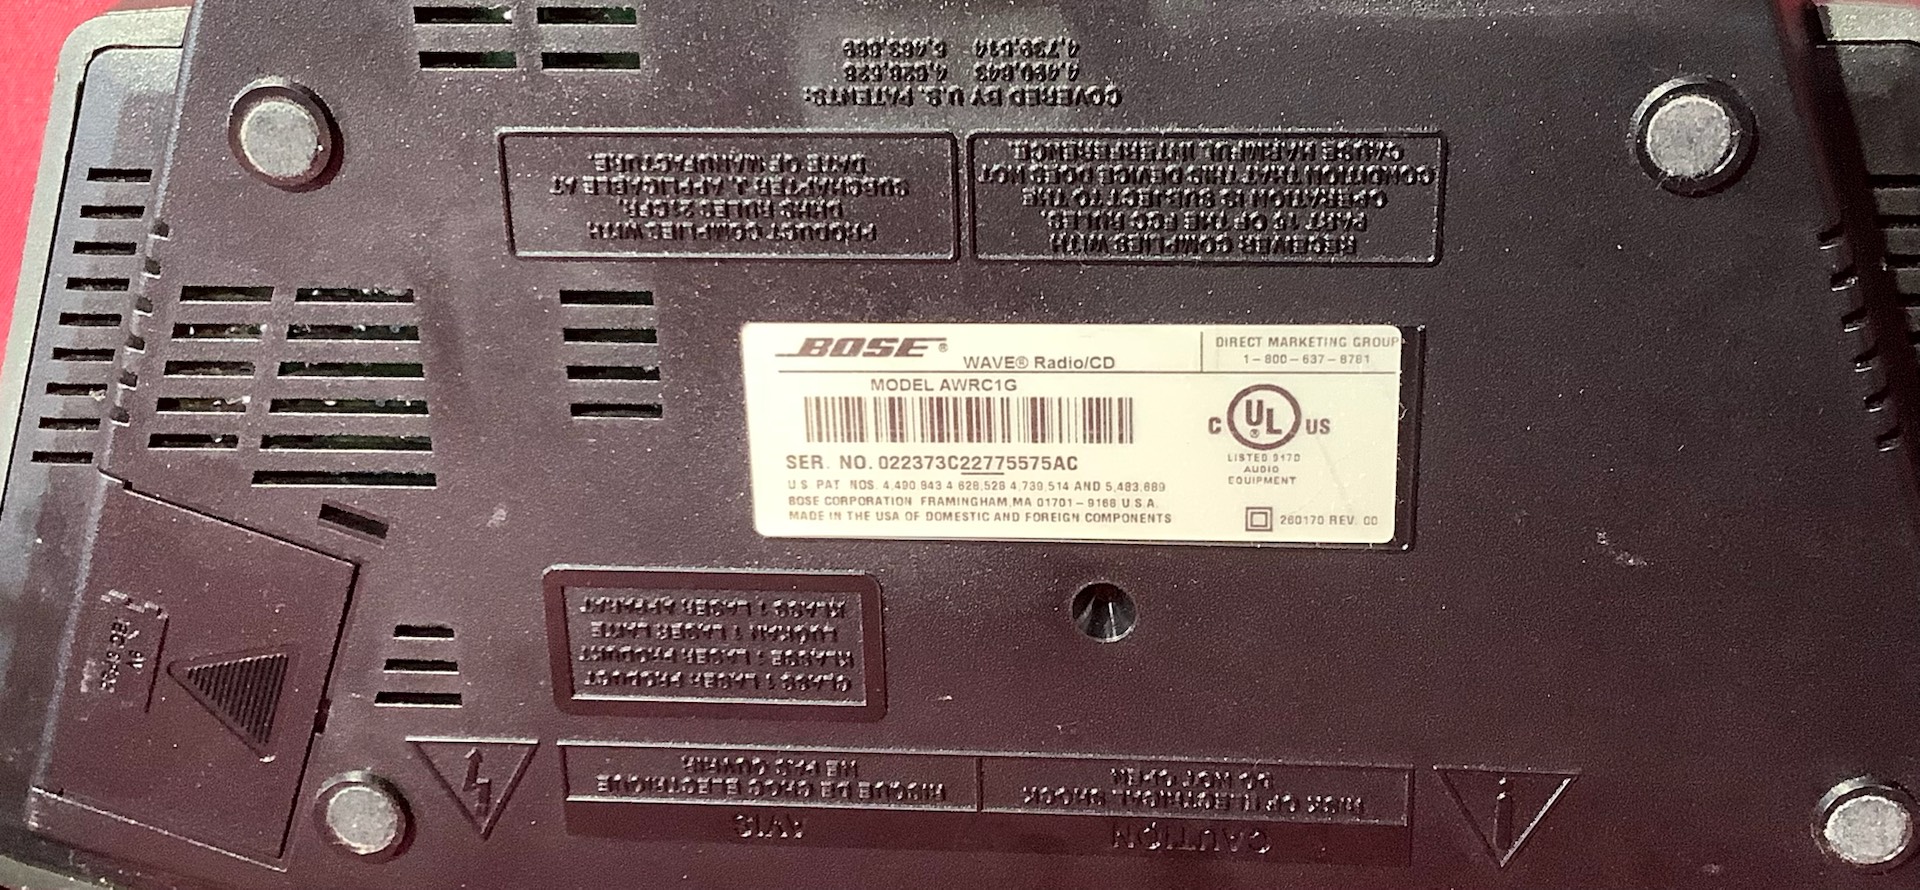 COVERED BY U.S. PATENTS:
4,490,843 4,628,528
4,739,514 5,483,689
PRODUCT COMPLIES WITH
DHHS RULES 21CFR,
SUBCHAPTER J, APPLICABLE AT
DATE OF MANUFACTURE.
RECEIVER COMPLIES WITH
PART 15 OF THE FCC RULES.
OPERATION IS SUBJECT TO THE
CONDITION THAT THIS DEVICE DOES NOT
CAUSE HARMFUL INTERFERENCE.
BOSE®
WAVE® Radio/CD
DIRECT MARKETING GROUP
1-800-637-8781
MODEL AWRC1G
SER. NO. 022373C22775575AC
U.S. PAT NOS. 4,490,843 4,628,528 4,739,514 AND 5,483,689
BOSE CORPORATION FRAMINGHAM,MA 01701-9168 U.S.A.
MADE IN THE USA OF DOMESTIC AND FOREIGN COMPONENTS
C UL® US
LISTED 917D
AUDIO
EQUIPMENT
260170 REV. 00
CLASS 1 LASER PRODUCT
KLASSE 1 LASER PRODUKT
LUOKAN 1 LASER LAITE
KLASS 1 LASER APPARAT
CAUTION
RISK OF ELECTRICAL SHOCK
DO NOT OPEN
AVIS
RISQUE DE CHOC ELECTRIQUE
NE PAS OUVRIR
9V